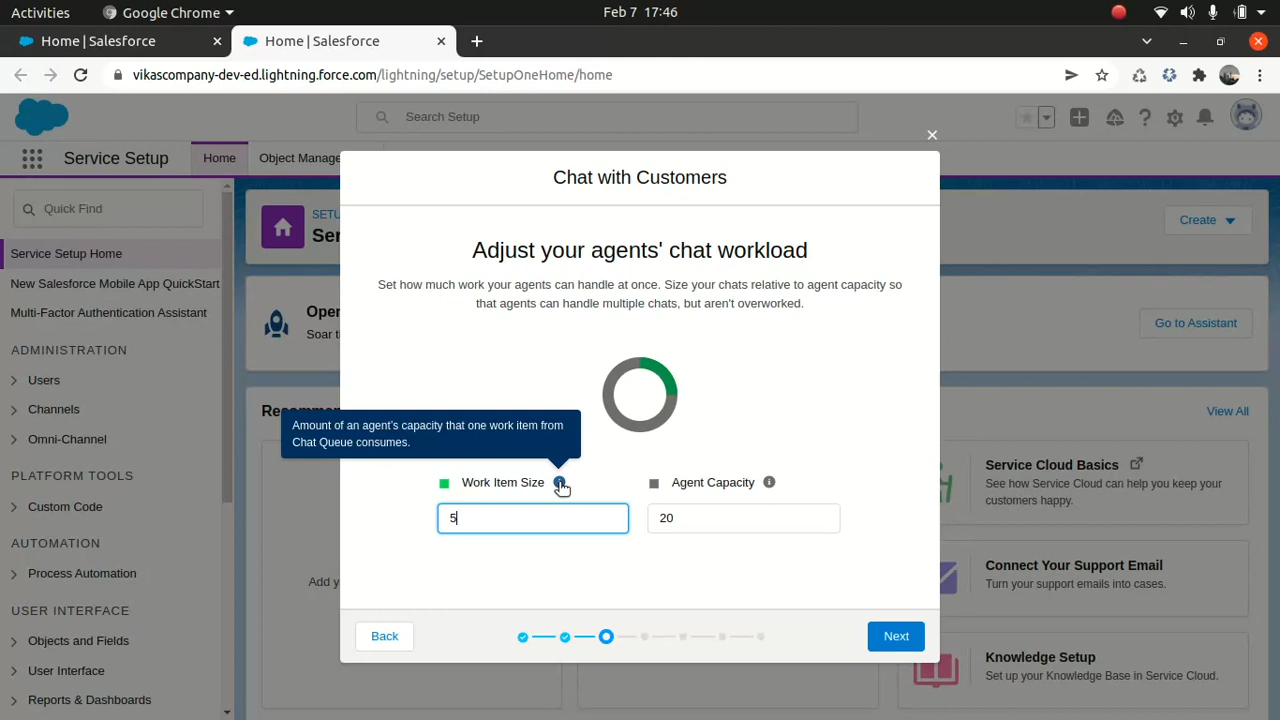 Activities
Google Chrome
Feb 7 17:46
Home | Salesforce
Home | Salesforce
vikascompany-dev-ed.lightning.force.com/lightning/setup/SetupOneHome/home
Search Setup
Service Setup
Home
Object Manage
Quick Find
Service Setup Home
New Salesforce Mobile App QuickStart
Multi-Factor Authentication Assistant
ADMINISTRATION
Users
Channels
Omni-Channel
PLATFORM TOOLS
Custom Code
AUTOMATION
Process Automation
USER INTERFACE
Objects and Fields
User Interface
Reports & Dashboards
SETU
Ser
Create
Oper
Soar t
Go to Assistant
Recomm
View All
Add y
Service Cloud Basics
See how Service Cloud can help you keep your
customers happy.
Connect Your Support Email
Turn your support emails into cases.
Knowledge Setup
Set up your Knowledge Base in Service Cloud.
Chat with Customers
Adjust your agents' chat workload
Set how much work your agents can handle at once. Size your chats relative to agent capacity so
that agents can handle multiple chats, but aren't overworked.
Amount of an agent's capacity that one work item from
Chat Queue consumes.
Work Item Size
Agent Capacity
5
20
Back
Next